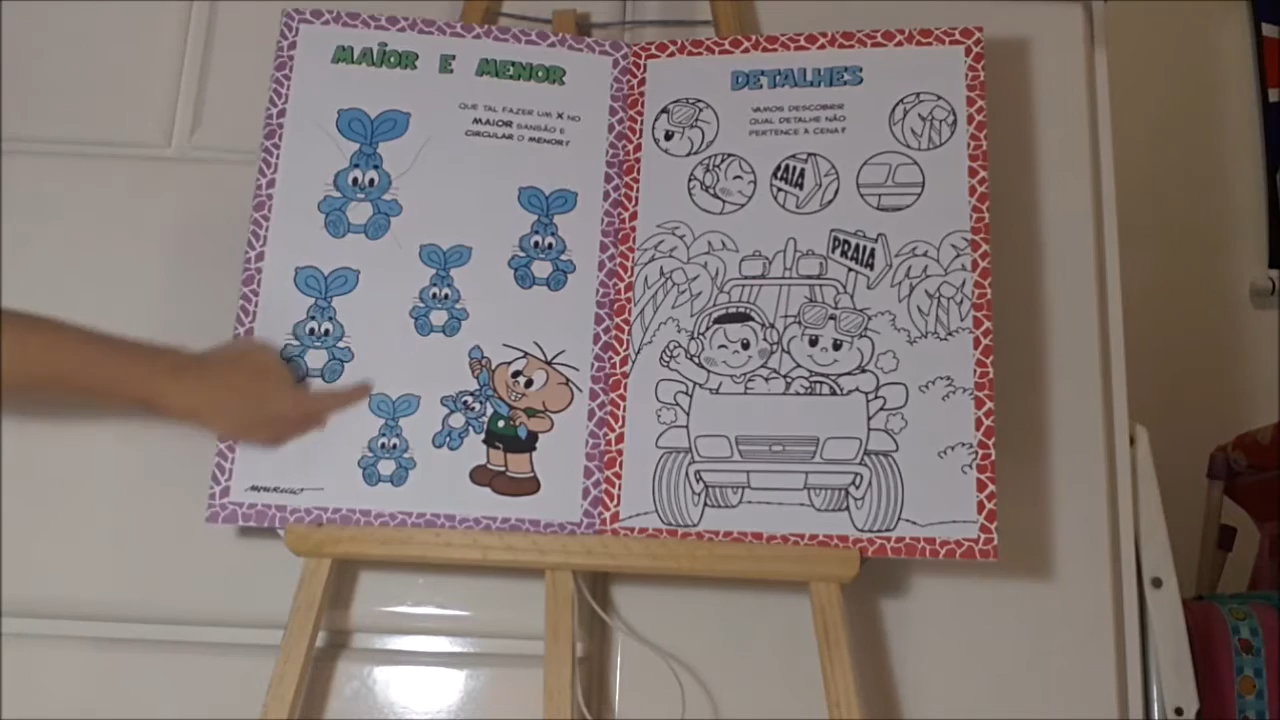 MAIOR E MENOR
QUE TAL FAZER UM X NO
MAIOR SANSÃO E
CIRCULAR O MENOR?
DETALHES
VAMOS DESCOBRIR
QUAL DETALHE NÃO
PERTENCE A CENA?
RAIA
PRAIA